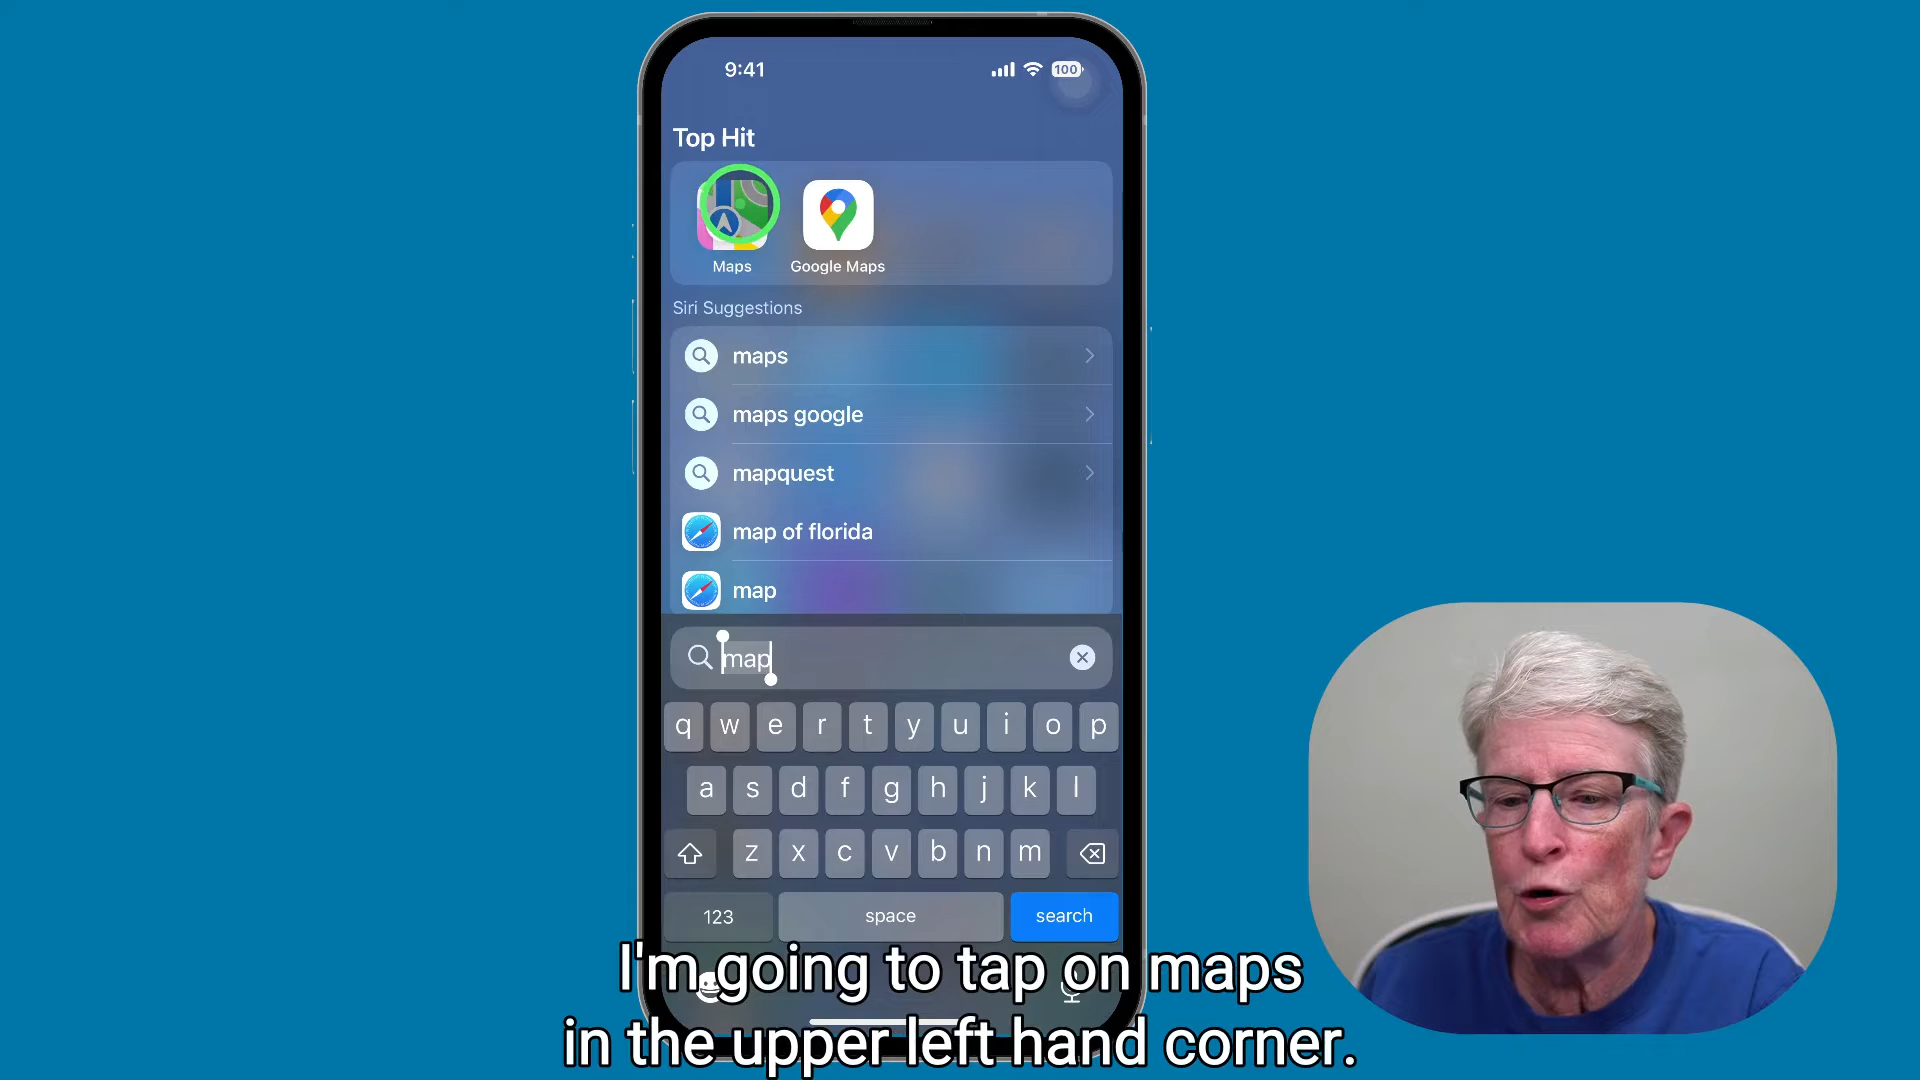 9:41
100
Top Hit
Maps
Google Maps
Siri Suggestions
maps
maps google
mapquest
map of florida
map
map
q w e r t y u i o p
a s d f g h j k l
z x c v b n m
123 space search
I'm going to tap on maps
in the upper left hand corner.